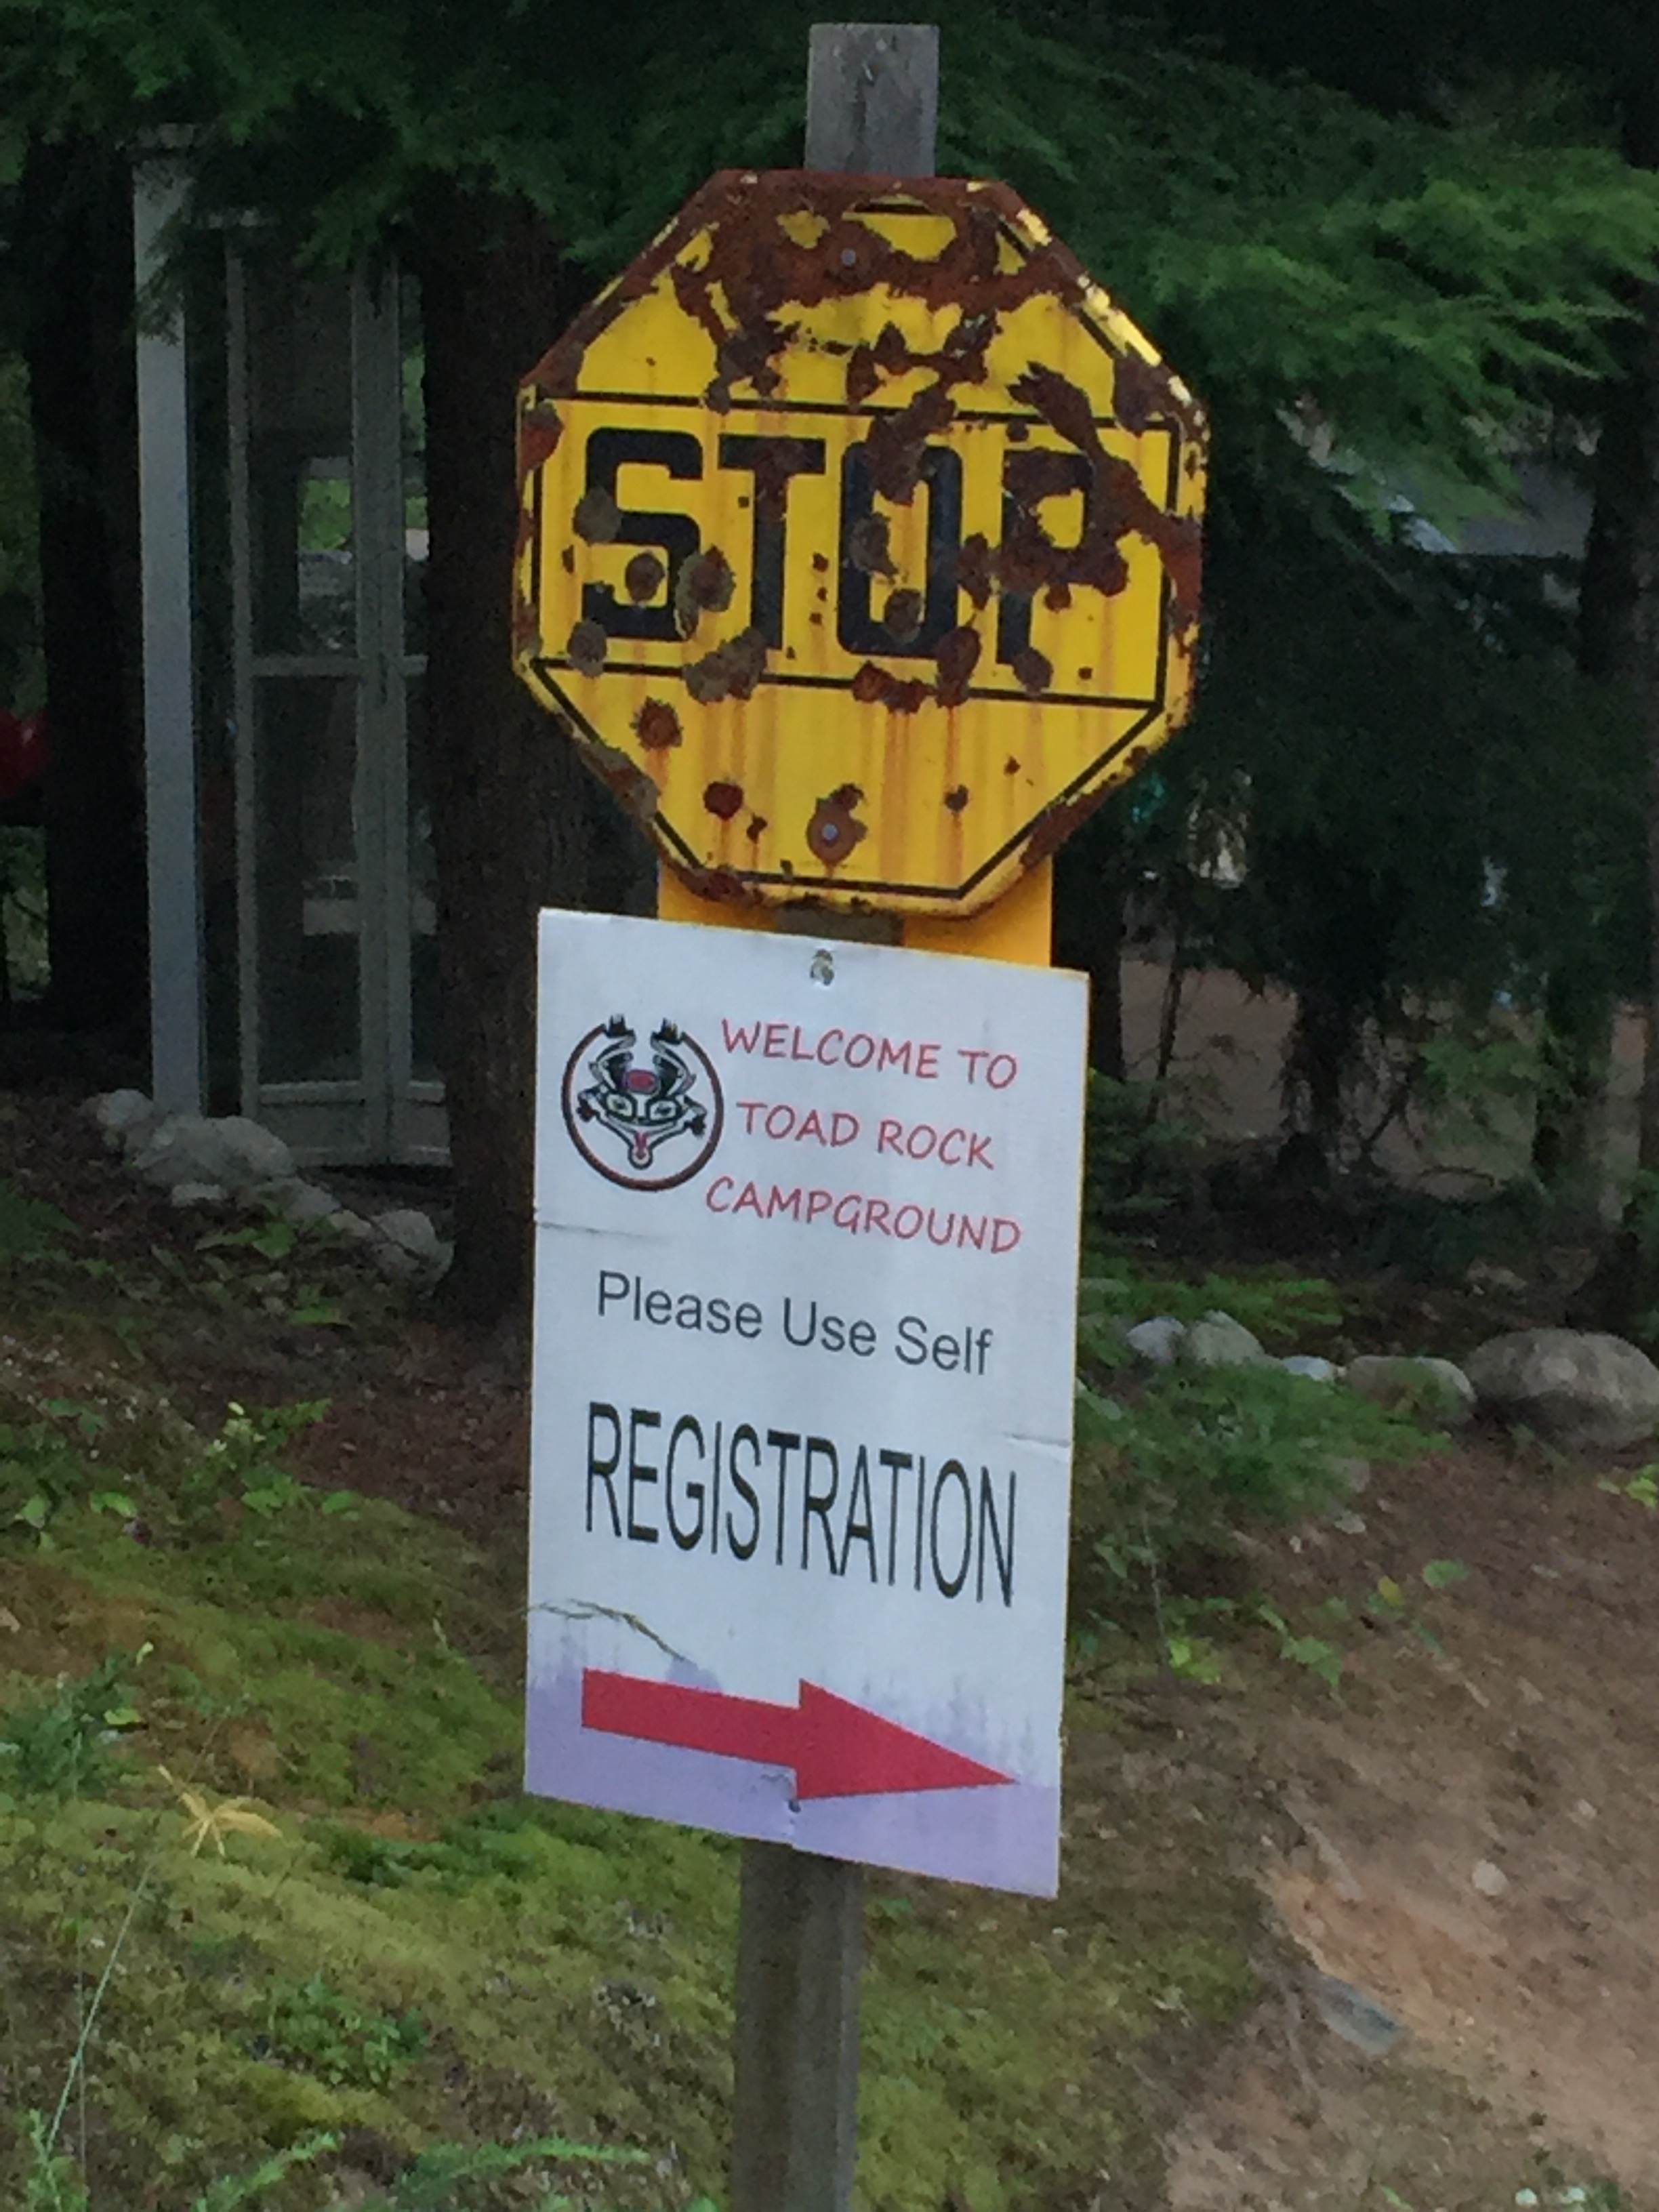 STOP
WELCOME TO
TOAD ROCK
CAMPGROUND
Please Use Self
REGISTRATION